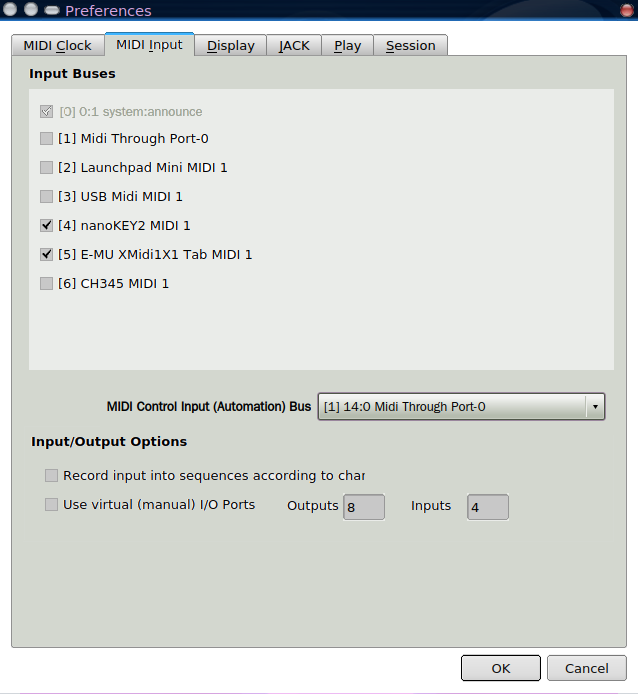 Preferences
MIDI Clock MIDI Input Display JACK Play Session
Input Buses
[0] 0:1 system:announce
[1] Midi Through Port-0
[2] Launchpad Mini MIDI 1
[3] USB Midi MIDI 1
[4] nanoKEY2 MIDI 1
[5] E-MU XMidi1X1 Tab MIDI 1
[6] CH345 MIDI 1
MIDI Control Input (Automation) Bus [1] 14:0 Midi Through Port-0
Input/Output Options
Record input into sequences according to char
Use virtual (manual) I/O Ports Outputs 8 Inputs 4
OK Cancel